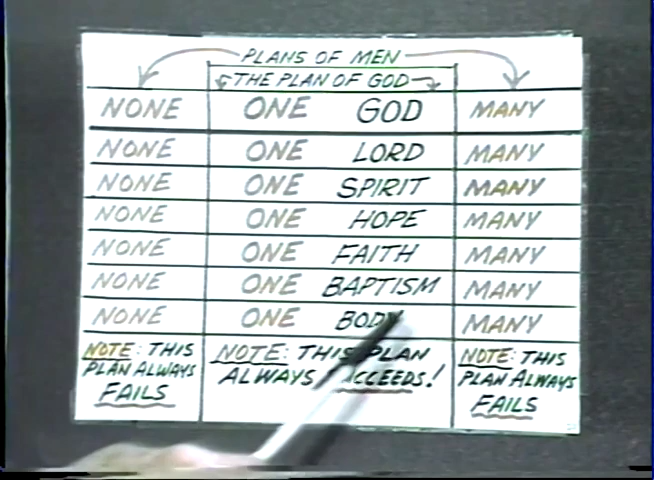 PLANS OF MEN
THE PLAN OF GOD
NONE ONE GOD MANY
NONE ONE LORD MANY
NONE ONE SPIRIT MANY
NONE ONE HOPE MANY
NONE ONE FAITH MANY
NONE ONE BAPTISM MANY
NONE ONE BODY MANY
NOTE: THIS
PLAN ALWAYS
FAILS
NOTE: THIS PLAN
ALWAYS CCEEDS!
NOTE: THIS
PLAN ALWAYS
FAILS